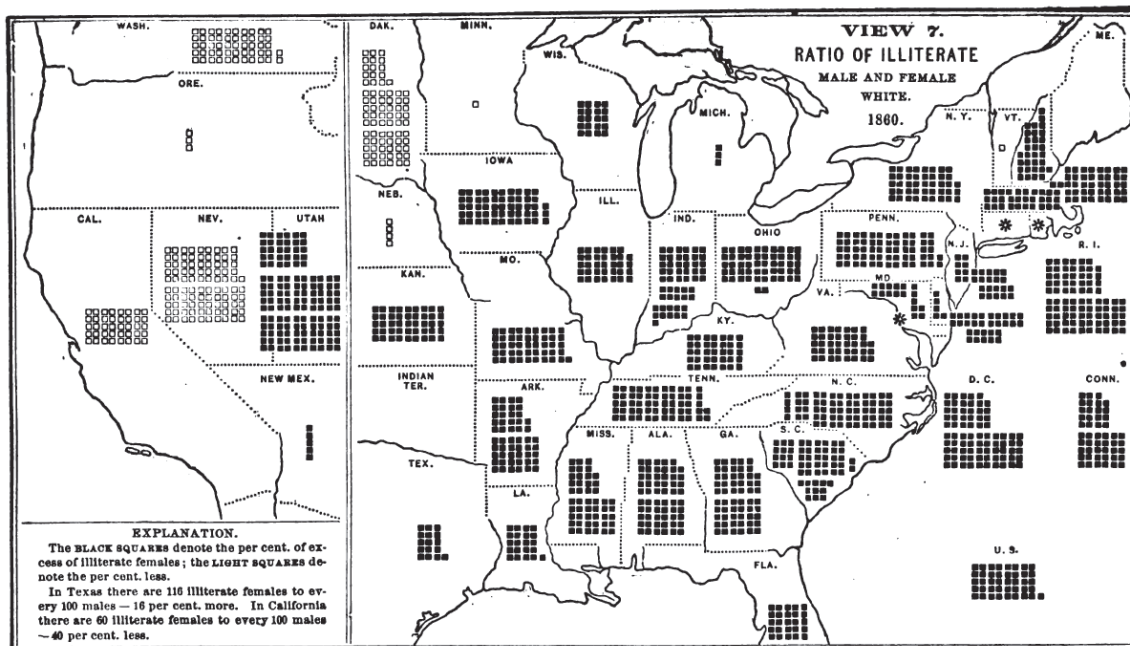 VIEW 7.
RATIO OF ILLITERATE
MALE AND FEMALE
WHITE.
1860.
WASH.
ORE.
CAL.
NEV.
UTAH
NEW MEX.
DAK.
MINN.
WIS.
MICH.
IOWA
NEB.
ILL.
IND.
OHIO
KAN.
MO.
KY.
INDIAN
TER.
ARK.
TENN.
TEX.
LA.
MISS.
ALA.
GA.
FLA.
S. C.
N. C.
VA.
MD
PENN.
N. J.
N. Y.
VT.
ME.
R. I.
D. C.
CONN.
U. S.
EXPLANATION.
The BLACK SQUARES denote the per cent. of ex-
cess of illiterate females; the LIGHT SQUARES de-
note the per cent. less.
In Texas there are 116 illiterate females to ev-
ery 100 males — 16 per cent. more. In California
there are 60 illiterate females to every 100 males
— 40 per cent. less.